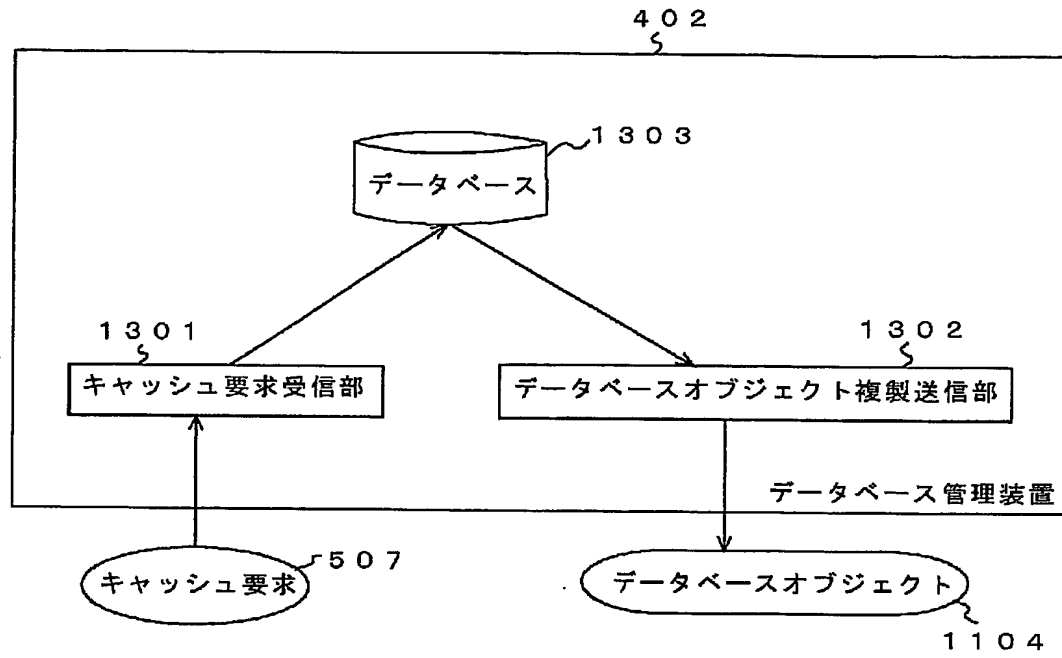 ４０２
１３０３
データベース
１３０１
１３０２
キャッシュ要求受信部
データベースオブジェクト複製送信部
データベース管理装置
キャッシュ要求
５０７
データベースオブジェクト
１１０４